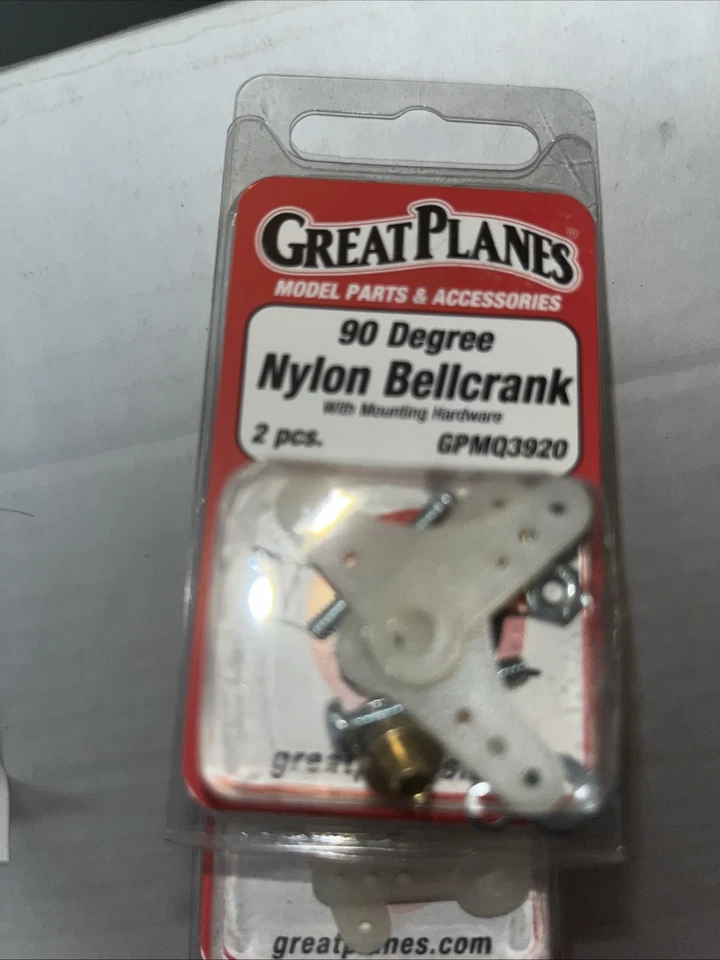 GREAT PLANES®
MODEL PARTS & ACCESSORIES
90 Degree
Nylon Bellcrank
With Mounting Hardware
2 pcs.
GPMQ3920
greatplanes.com